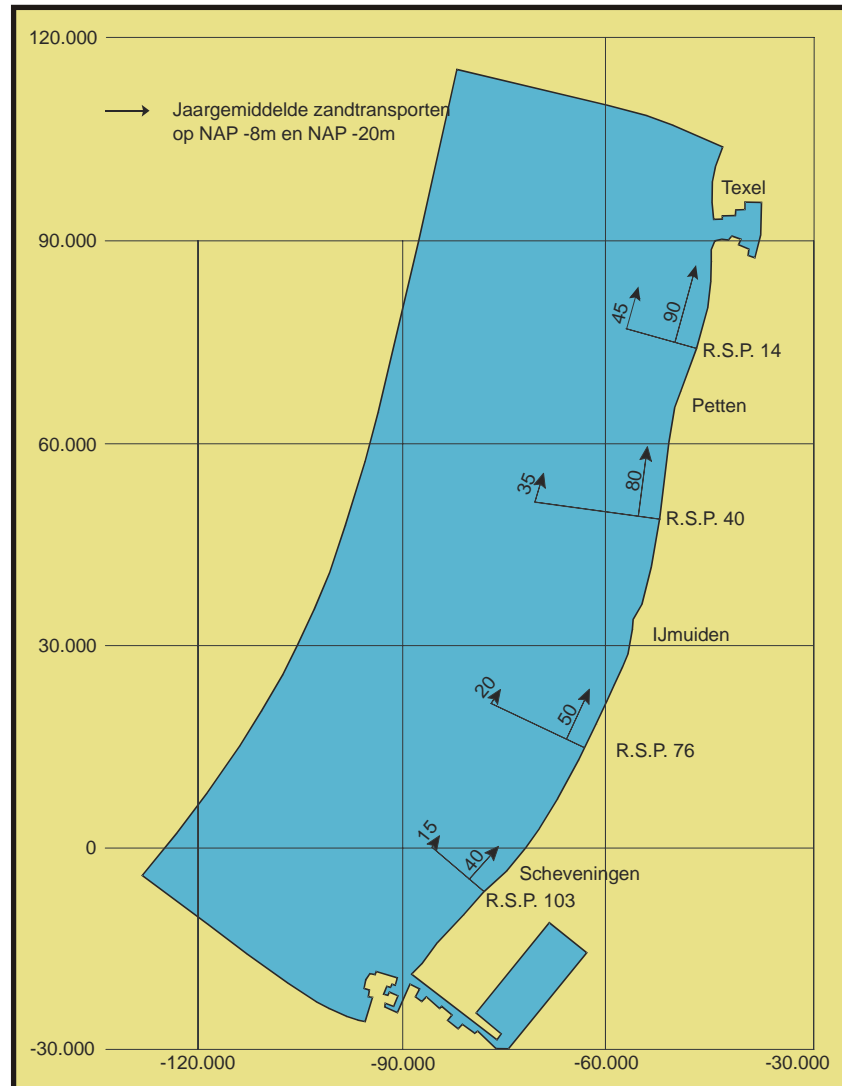 120.000
Jaargemiddelde zandtransporten
op NAP -8m en NAP -20m
Texel
90.000
45
90
R.S.P. 14
Petten
60.000
35
80
R.S.P. 40
30.000
IJmuiden
20
50
R.S.P. 76
0
15
40
Scheveningen
R.S.P. 103
-30.000
-120.000
-90.000
-60.000
-30.000